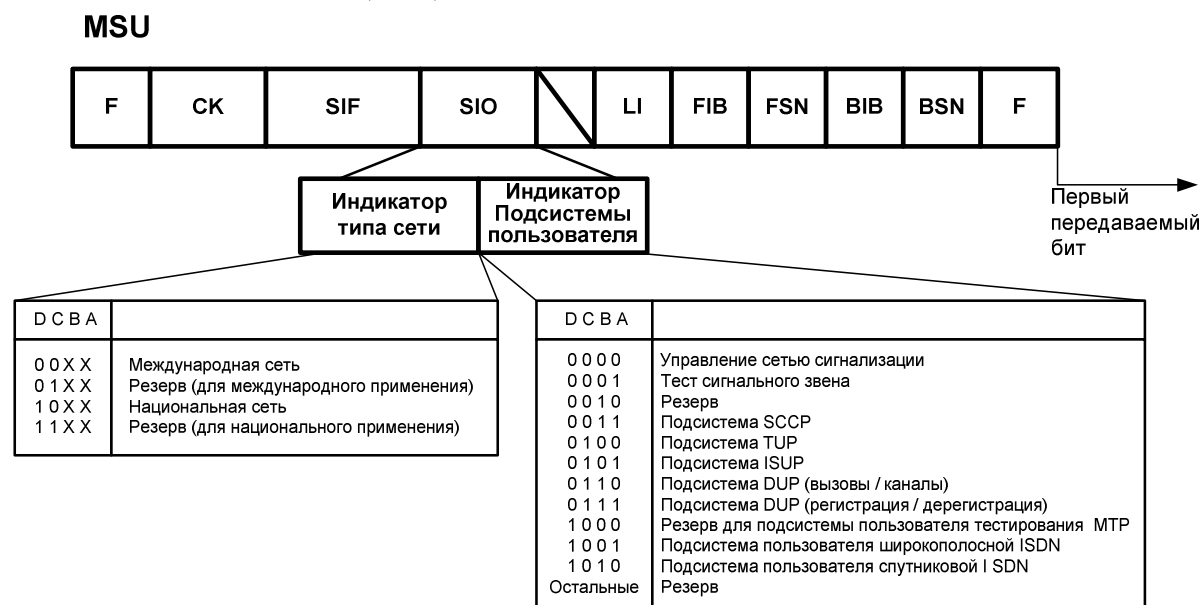 MSU
F CK SIF SIO LI FIB FSN BIB BSN F
Индикатор
типа сети
Индикатор
Подсистемы
пользователя
Первый
передаваемый
бит
D C B A
0 0 X X Международная сеть
0 1 X X Резерв (для международного применения)
1 0 X X Национальная сеть
1 1 X X Резерв (для национального применения)
D C B A
0 0 0 0 Управление сетью сигнализации
0 0 0 1 Тест сигнального звена
0 0 1 0 Резерв
0 0 1 1 Подсистема SCCP
0 1 0 0 Подсистема TUP
0 1 0 1 Подсистема ISUP
0 1 1 0 Подсистема DUP (вызовы / каналы)
0 1 1 1 Подсистема DUP (регистрация / дерегистрация)
1 0 0 0 Резерв для подсистемы пользователя тестирования MTP
1 0 0 1 Подсистема пользователя широкополосной ISDN
1 0 1 0 Подсистема пользователя спутниковой I SDN
Остальные Резерв